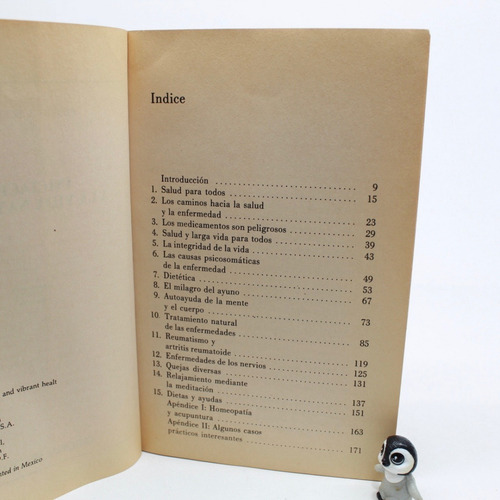 and vibrant healt
S.A.
l.
D.F.
ted in Mexico
Indice
Introducción ........ 9
1. Salud para todos ........ 15
2. Los caminos hacia la salud
y la enfermedad ........ 23
3. Los medicamentos son peligrosos ........ 29
4. Salud y larga vida para todos ........ 39
5. La integridad de la vida ........ 43
6. Las causas psicosomáticas
de la enfermedad ........ 49
7. Dietética ........ 53
8. El milagro del ayuno ........ 67
9. Autoayuda de la mente
y el cuerpo ........ 73
10. Tratamiento natural
de las enfermedades ........ 85
11. Reumatismo y
artritis reumatoide ........ 119
12. Enfermedades de los nervios ........ 125
13. Quejas diversas ........ 131
14. Relajamiento mediante
la meditación ........ 137
15. Dietas y ayudas ........ 151
Apéndice I: Homeopatía
y acupuntura ........ 163
Apéndice II: Algunos casos
prácticos interesantes ........ 171